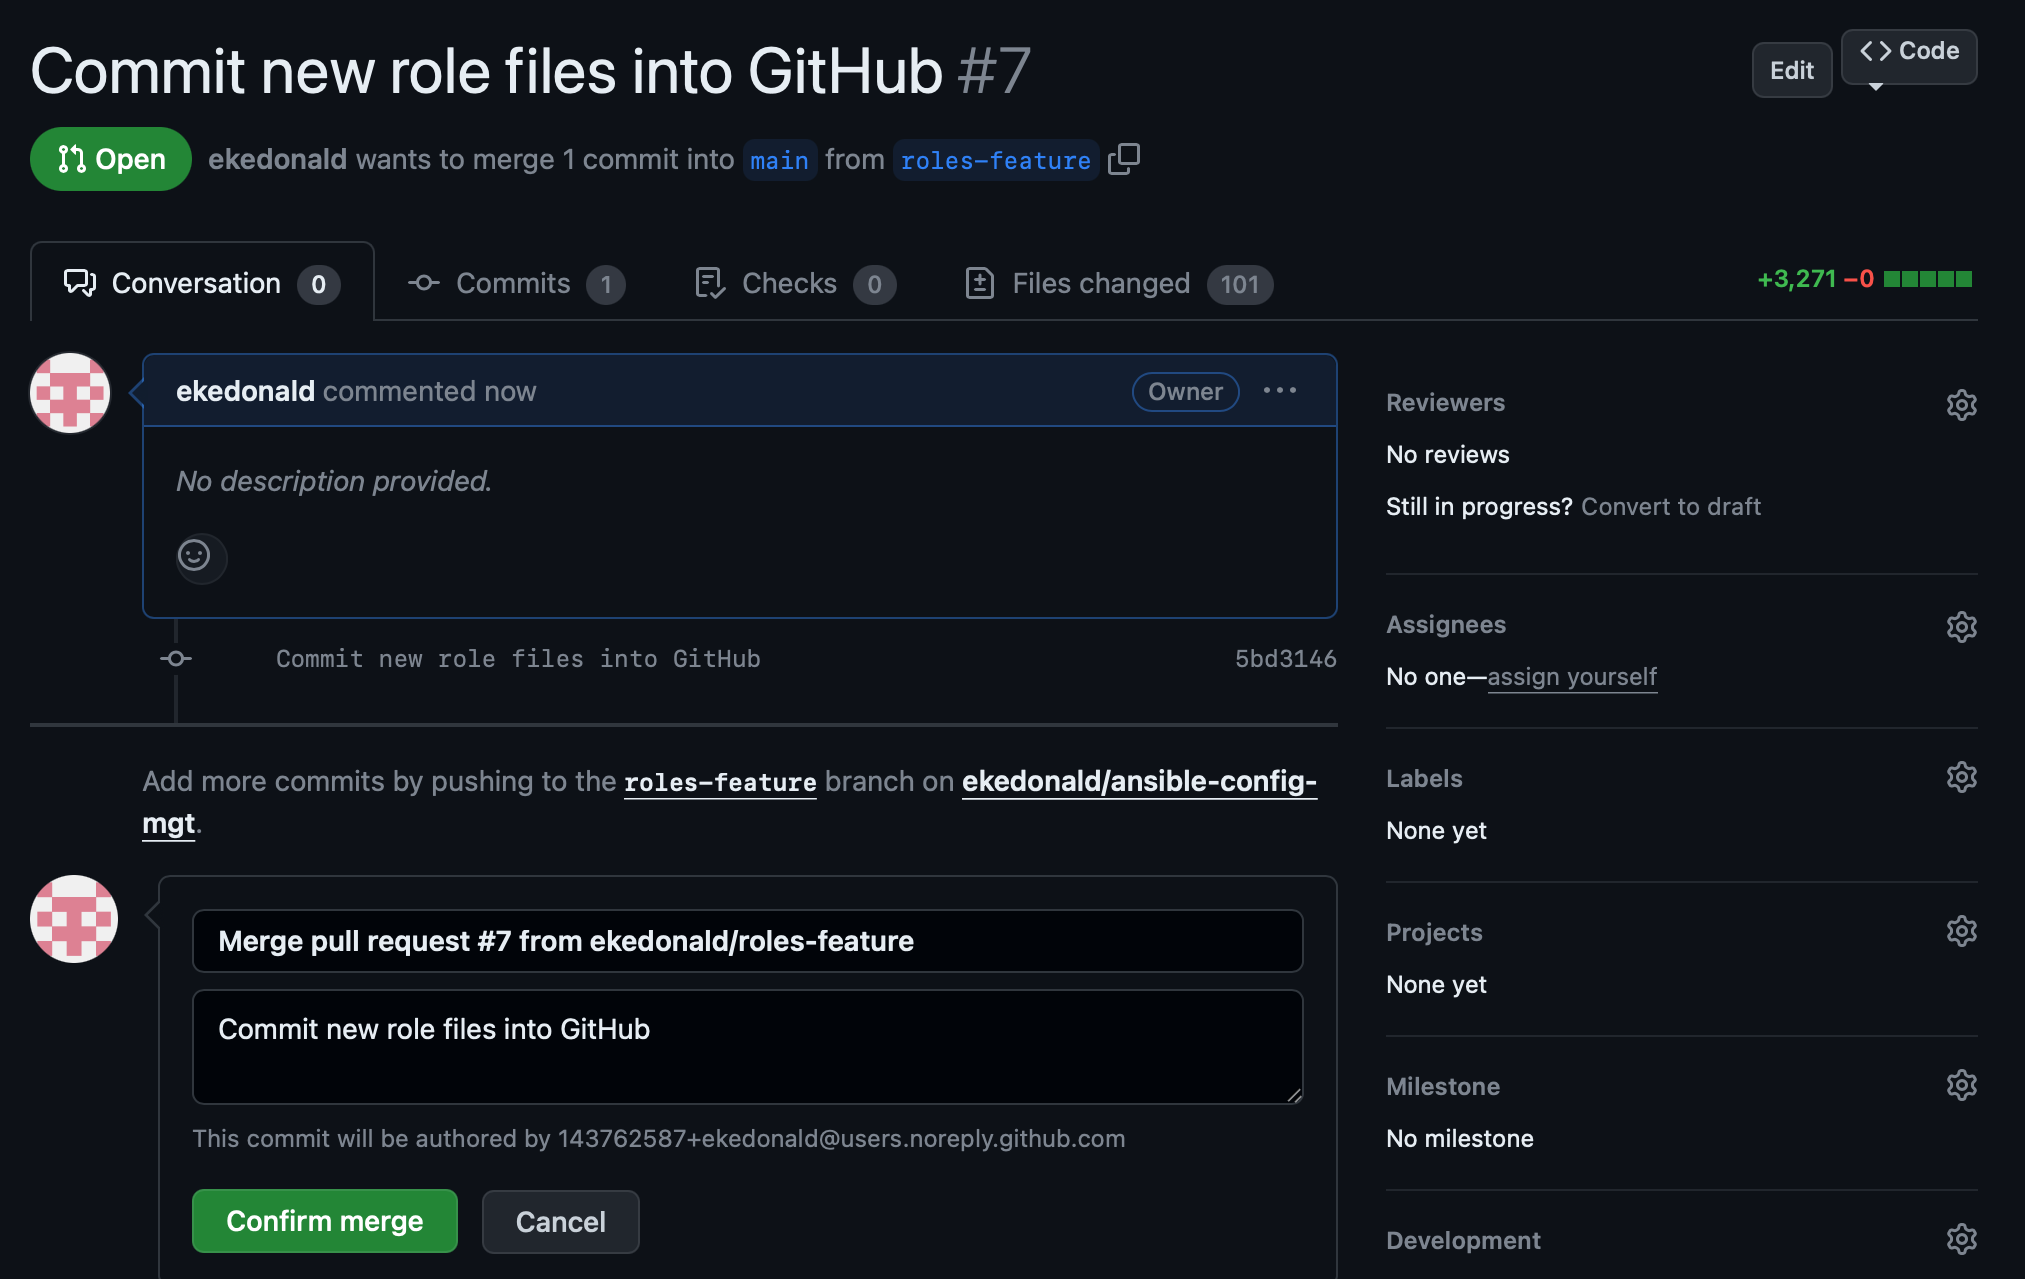 Commit new role files into GitHub #7
Edit
<> Code
Open
ekedonald wants to merge 1 commit into main from roles-feature
Conversation 0
Commits 1
Checks 0
Files changed 101
+3,271 −0
ekedonald commented now
Owner
No description provided.
Commit new role files into GitHub
5bd3146
Add more commits by pushing to the roles-feature branch on ekedonald/ansible-config-
mgt.
Merge pull request #7 from ekedonald/roles-feature
Commit new role files into GitHub
This commit will be authored by 143762587+ekedonald@users.noreply.github.com
Confirm merge
Cancel
Reviewers
No reviews
Still in progress? Convert to draft
Assignees
No one—assign yourself
Labels
None yet
Projects
None yet
Milestone
No milestone
Development